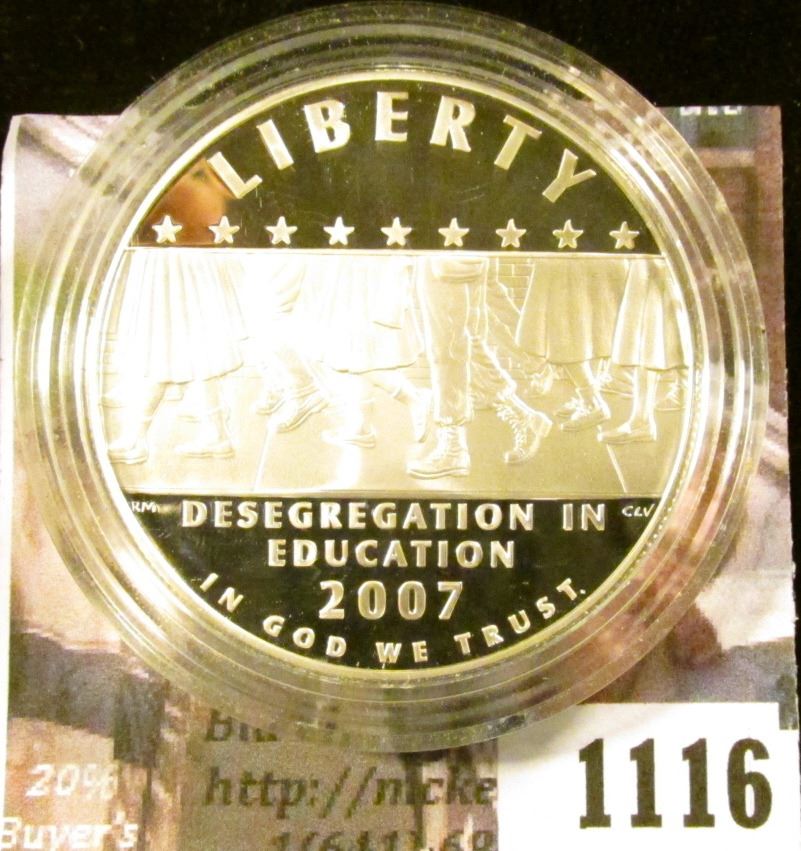 LIBERTY
RM CLV
DESEGREGATION IN
EDUCATION
2007
IN GOD WE TRUST.
1116
http://nicke
20%
Buyer's